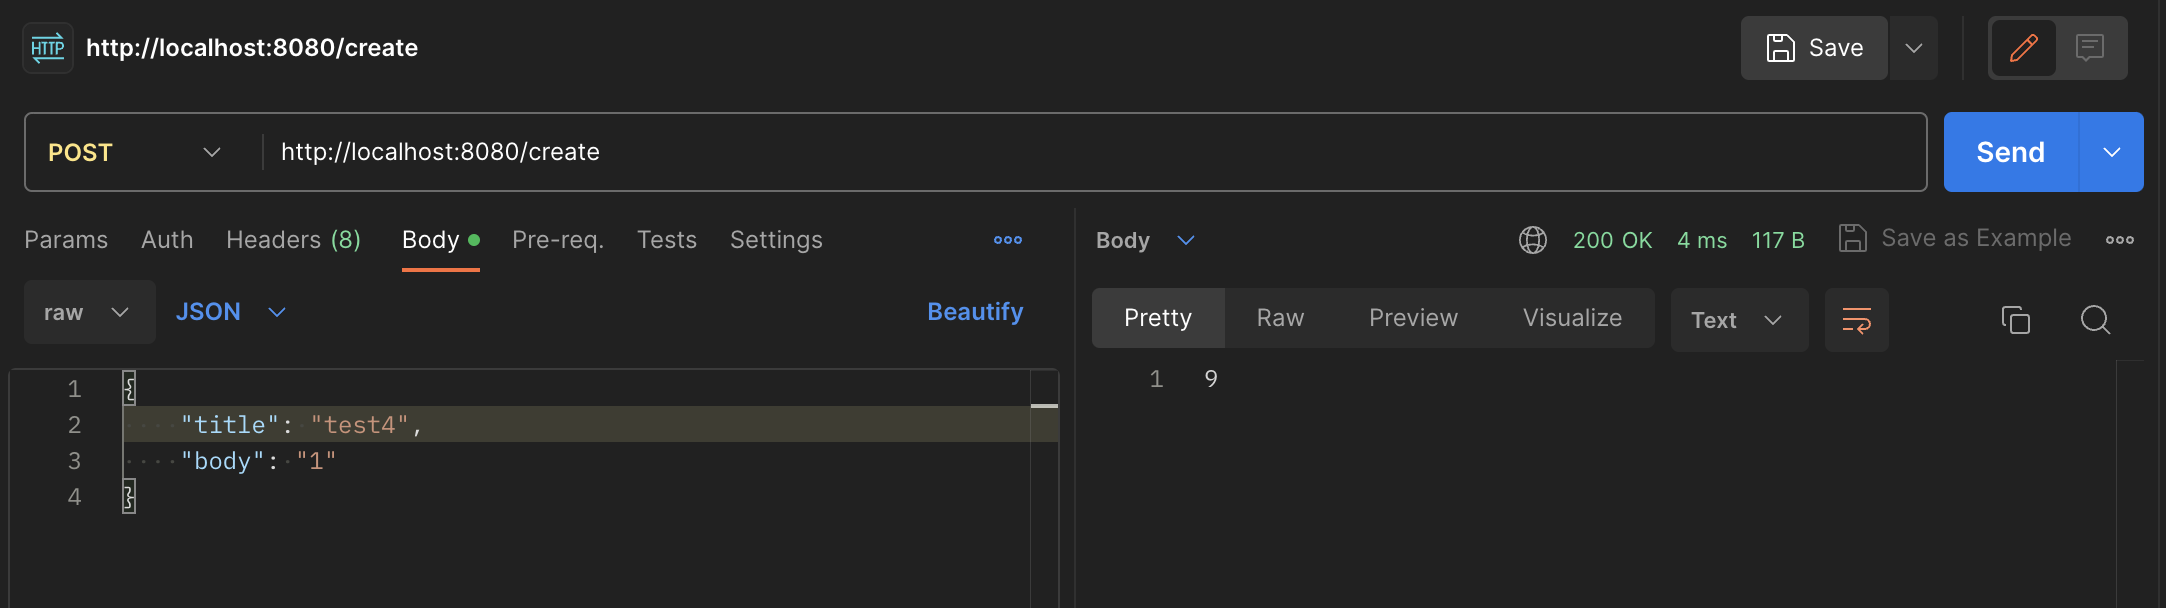 HTTP http://localhost:8080/create Save
POST http://localhost:8080/create Send
Params Auth Headers (8) Body Pre-req. Tests Settings
Body 200 OK 4 ms 117 B Save as Example
raw JSON Beautify
Pretty Raw Preview Visualize Text
1 {
2 "title": "test4",
3 "body": "1"
4 }
1 9